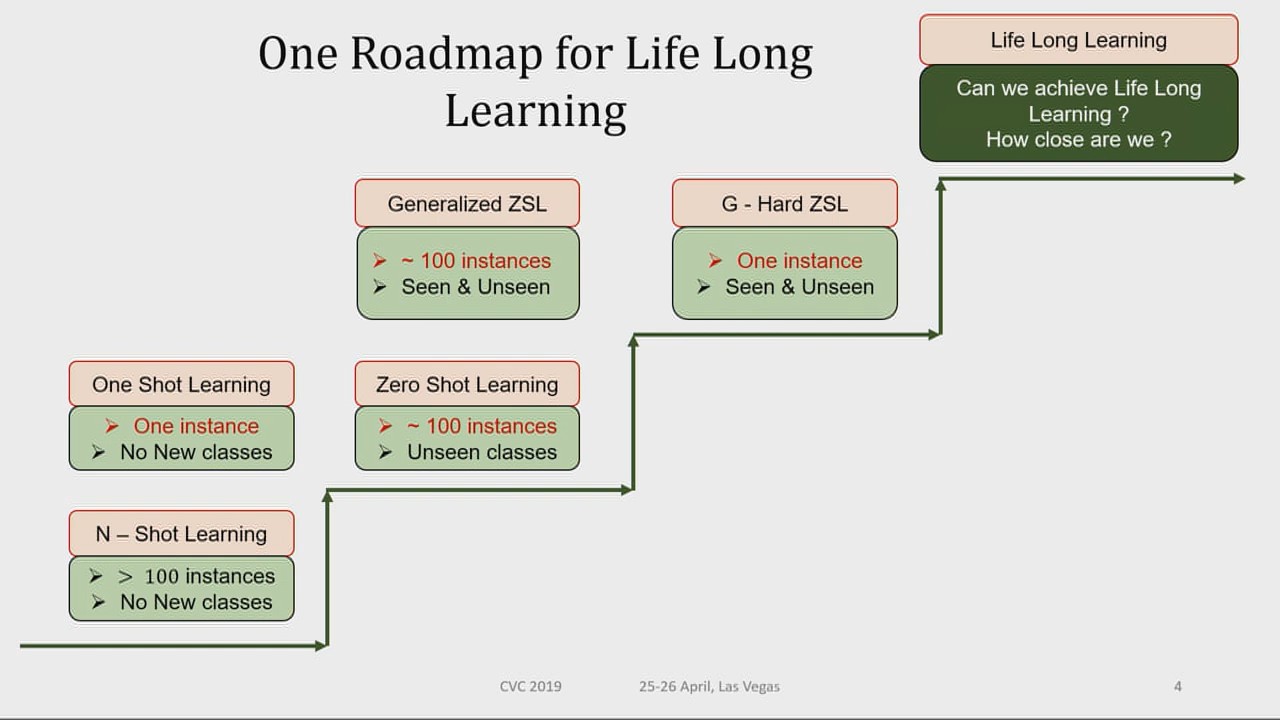 One Roadmap for Life Long
Learning
Life Long Learning
Can we achieve Life Long
Learning ?
How close are we ?
Generalized ZSL
➢ ~ 100 instances
➢ Seen & Unseen
G - Hard ZSL
➢ One instance
➢ Seen & Unseen
One Shot Learning
➢ One instance
➢ No New classes
Zero Shot Learning
➢ ~ 100 instances
➢ Unseen classes
N – Shot Learning
➢ > 100 instances
➢ No New classes
CVC 2019 25-26 April, Las Vegas 4